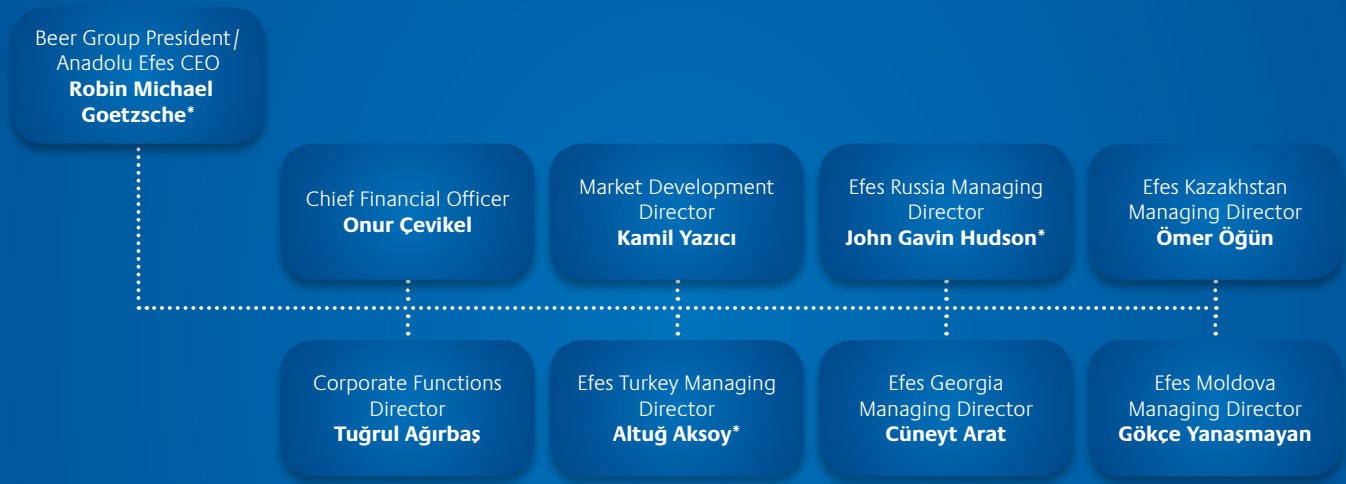 Beer Group President/
Anadolu Efes CEO
Robin Michael
Goetzsche*
Chief Financial Officer
Onur Çevikel
Market Development
Director
Kamil Yazıcı
Efes Russia Managing
Director
John Gavin Hudson*
Efes Kazakhstan
Managing Director
Ömer Öğün
Corporate Functions
Director
Tuğrul Ağırbaş
Efes Turkey Managing
Director
Altuğ Aksoy*
Efes Georgia
Managing Director
Cüneyt Arat
Efes Moldova
Managing Director
Gökçe Yanaşmayan